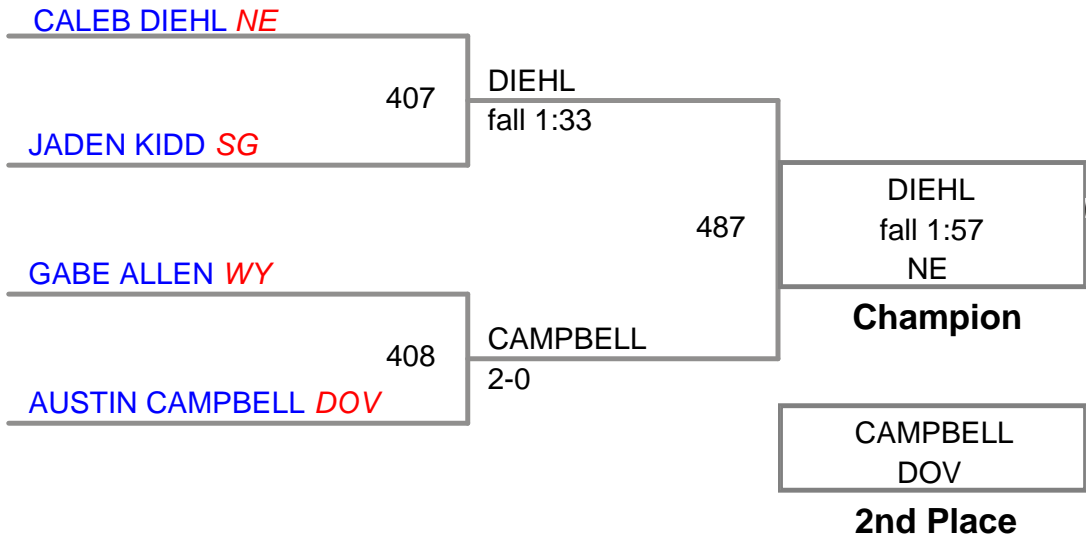 CALEB DIEHL NE
407
DIEHL
fall 1:33
JADEN KIDD SG
487
DIEHL
fall 1:57
NE
Champion
GABE ALLEN WY
408
CAMPBELL
2-0
AUSTIN CAMPBELL DOV
CAMPBELL
DOV
2nd Place